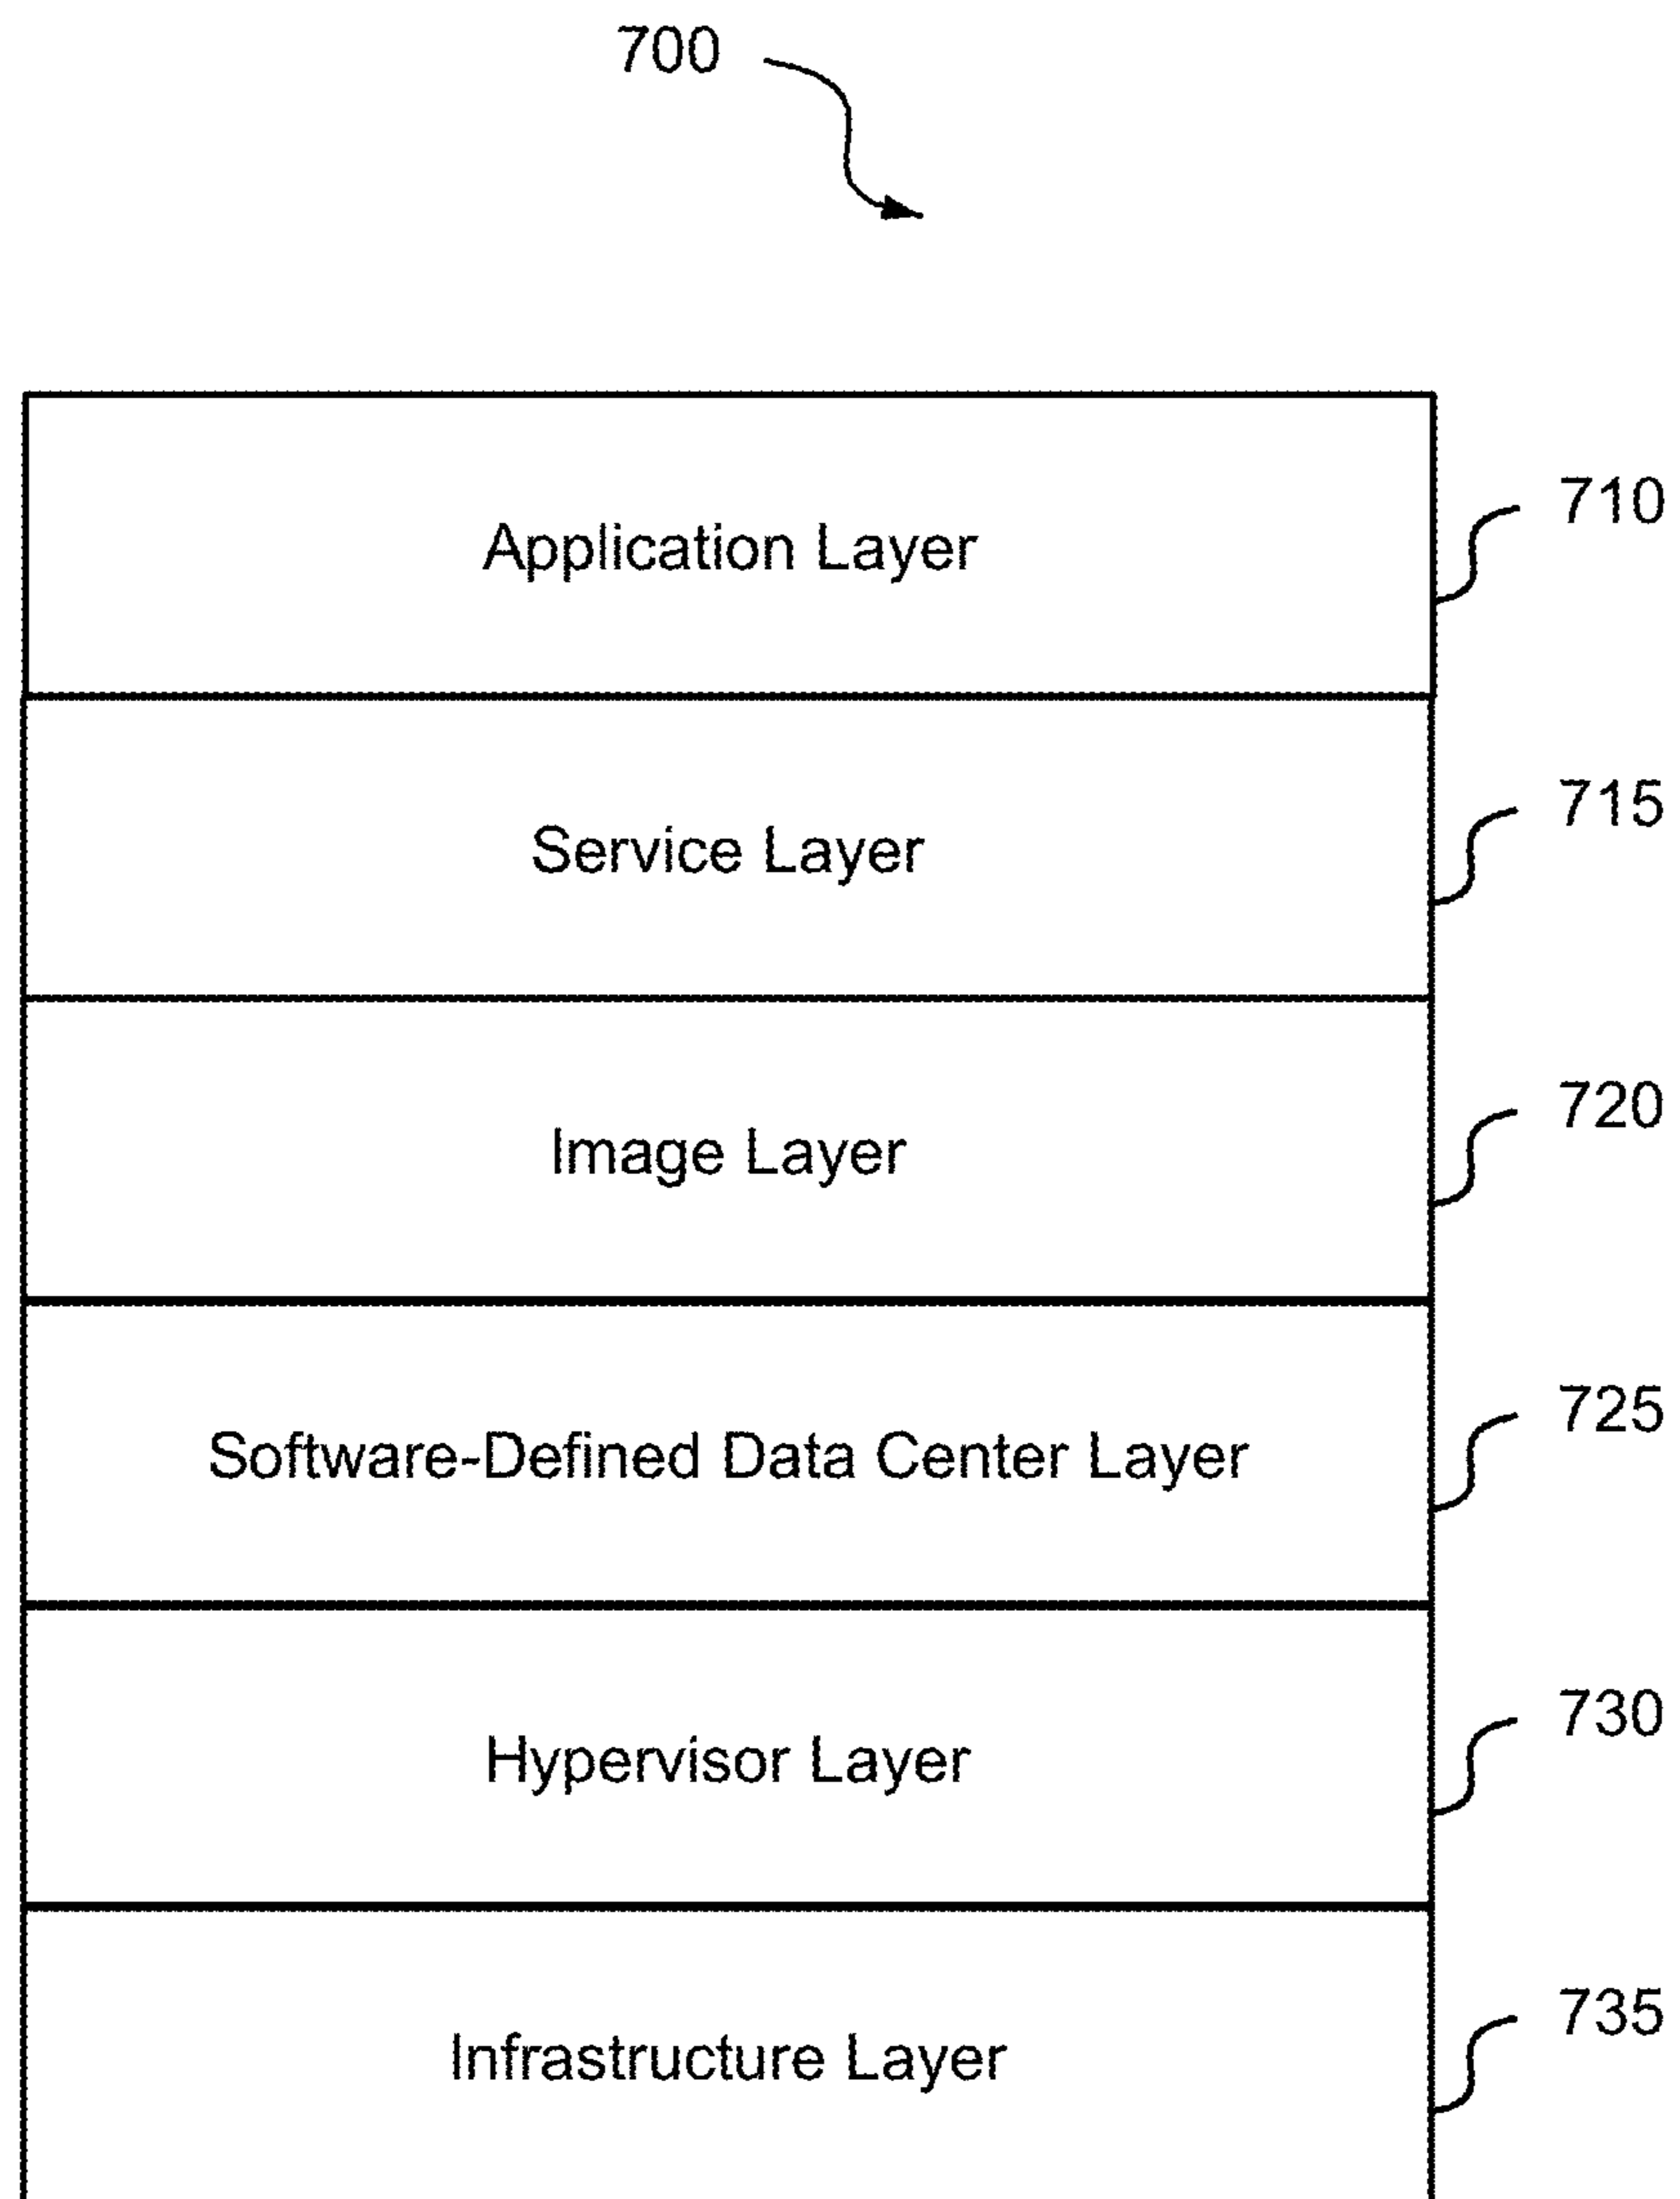 700
Application Layer
710
Service Layer
715
Image Layer
720
Software-Defined Data Center Layer
725
Hypervisor Layer
730
Infrastructure Layer
735